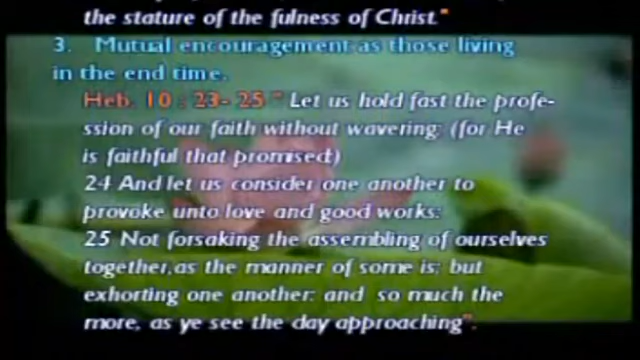 the stature of the fulness of Christ."
3. Mutual encouragement as those living
in the end time.
Heb. 10 : 23- 25 " Let us hold fast the profe-
ssion of our faith without wavering; (for He
is faithful that promised;)
24 And let us consider one another to
provoke unto love and good works:
25 Not forsaking the assembling of ourselves
together, as the manner of some is; but
exhorting one another: and so much the
more, as ye see the day approaching".